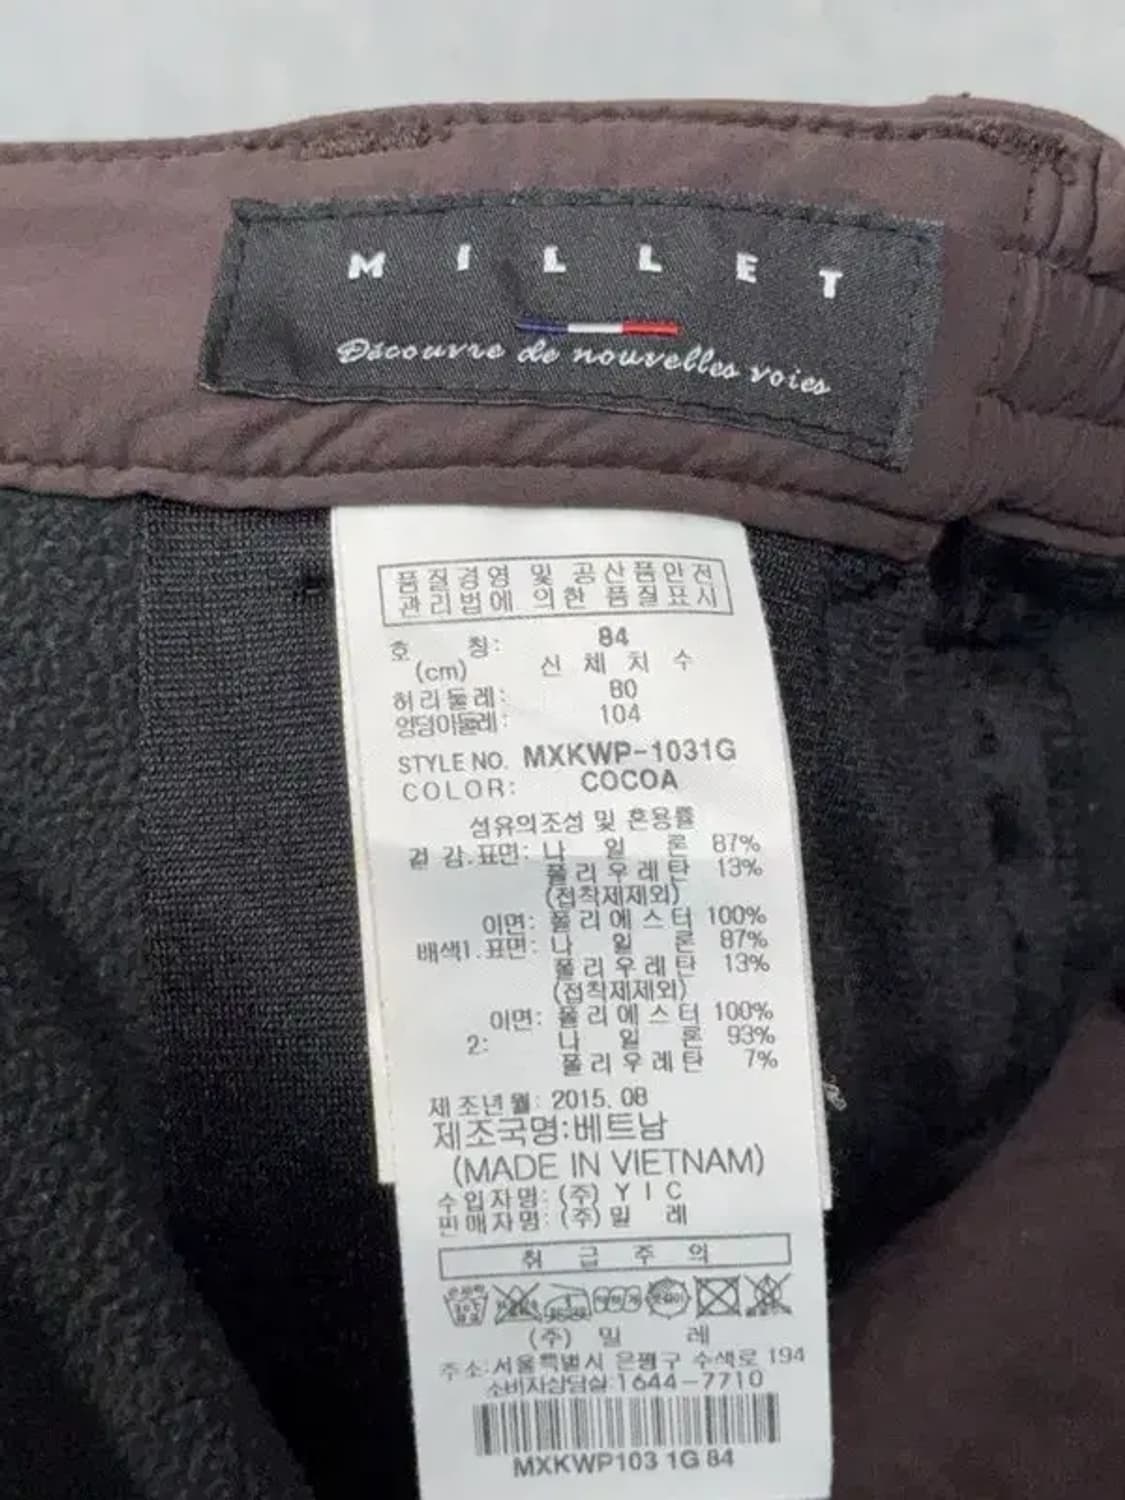 MILLET
Découvre de nouvelles voies
품질경영 및 공산품안전
관리법에 의한 품질표시
호 칭: 84
(cm) 신체치수
허리둘레: 80
엉덩이둘레: 104
STYLE NO. MXKWP-1031G
COLOR: COCOA
섬유의조성 및 혼용률
겉감.표면: 나일론 87%
폴리우레탄 13%
(접착제제외)
이면: 폴리에스터 100%
배색1.표면: 나일론 87%
폴리우레탄 13%
(접착제제외)
이면: 폴리에스터 100%
2: 나일론 93%
폴리우레탄 7%
제조년월: 2015. 08
제조국명:베트남
(MADE IN VIETNAM)
수입자명: (주) YIC
판매자명: (주) 밀레
취급주의
(주) 밀레
주소:서울특별시 은평구 수색로 194
소비자상담실:1644-7710
MXKWP103 1G 84